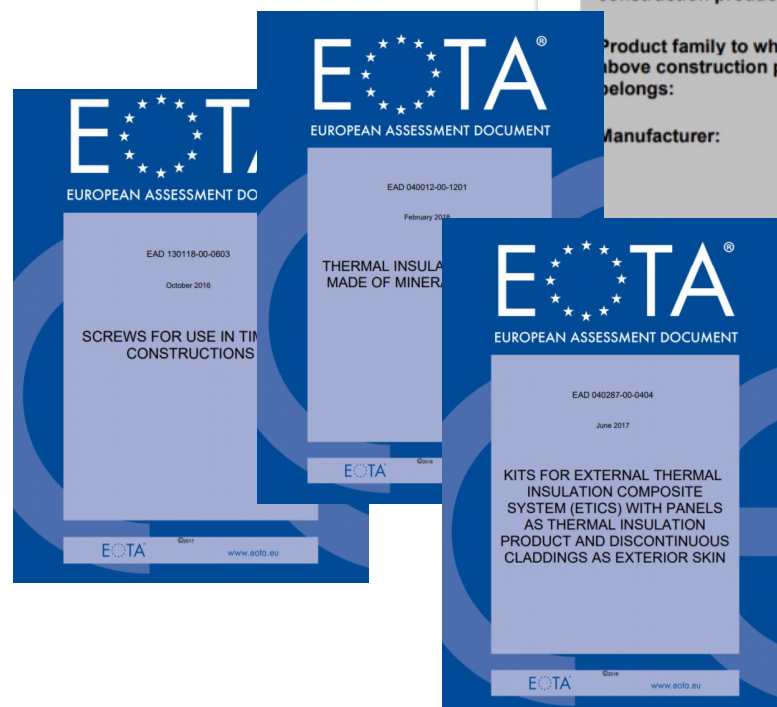 Product family to wh
above construction p
belongs:
Manufacturer:
EOTA®
EUROPEAN ASSESSMENT DO
EAD 130118-00-0603
October 2016
SCREWS FOR USE IN TIM
CONSTRUCTIONS
EOTA
©2017
www.eota.eu
EOTA®
EUROPEAN ASSESSMENT DOCUMENT
EAD 040012-00-1201
February 2018
THERMAL INSULA
MADE OF MINERA
EOTA
©2018
EOTA®
EUROPEAN ASSESSMENT DOCUMENT
EAD 040287-00-0404
June 2017
KITS FOR EXTERNAL THERMAL
INSULATION COMPOSITE
SYSTEM (ETICS) WITH PANELS
AS THERMAL INSULATION
PRODUCT AND DISCONTINUOUS
CLADDINGS AS EXTERIOR SKIN
EOTA
©2018
www.eota.eu